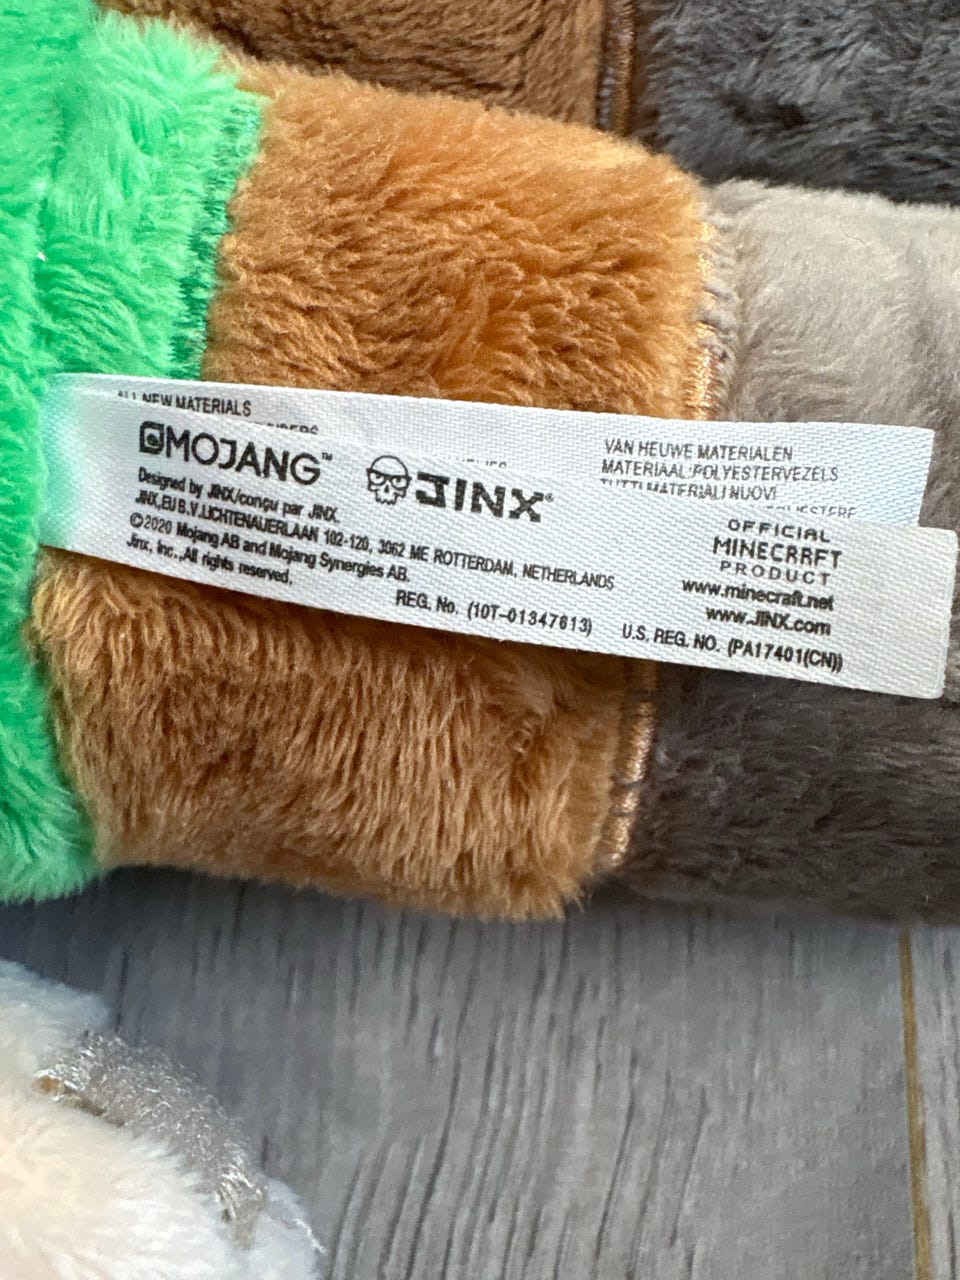 ALL NEW MATERIALS
MOJANG™
JINX®
Designed by JINX/conçu par JINX.
JINX,EU B.V.LICHTENAUERLAAN 102-120, 3062 ME ROTTERDAM, NETHERLANDS
©2020 Mojang AB and Mojang Synergies AB.
Jinx, Inc.,All rights reserved.
REG. No. (10T-01347613)
VAN HEUWE MATERIALEN
MATERIAAL:POLYESTERVEZELS
TUTTI MATERIALI NUOVI
OFFICIAL
MINECRAFT
PRODUCT
www.minecraft.net
www.JINX.com
U.S. REG. NO. (PA17401(CN))